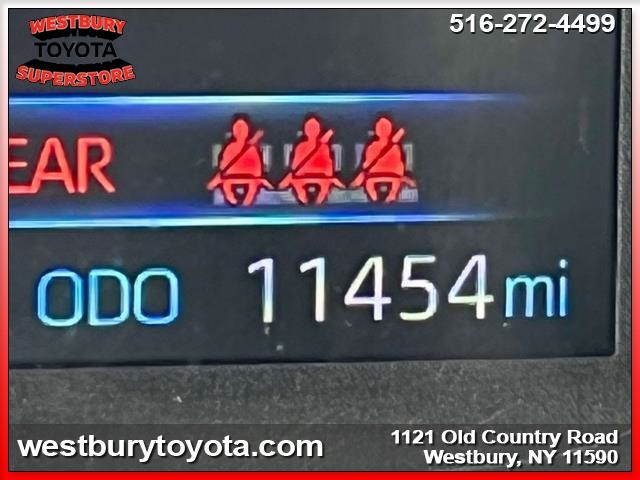 WESTBURY
TOYOTA
SUPERSTORE
516-272-4499
EAR
ODO 11454 mi
westburytoyota.com
1121 Old Country Road
Westbury, NY 11590